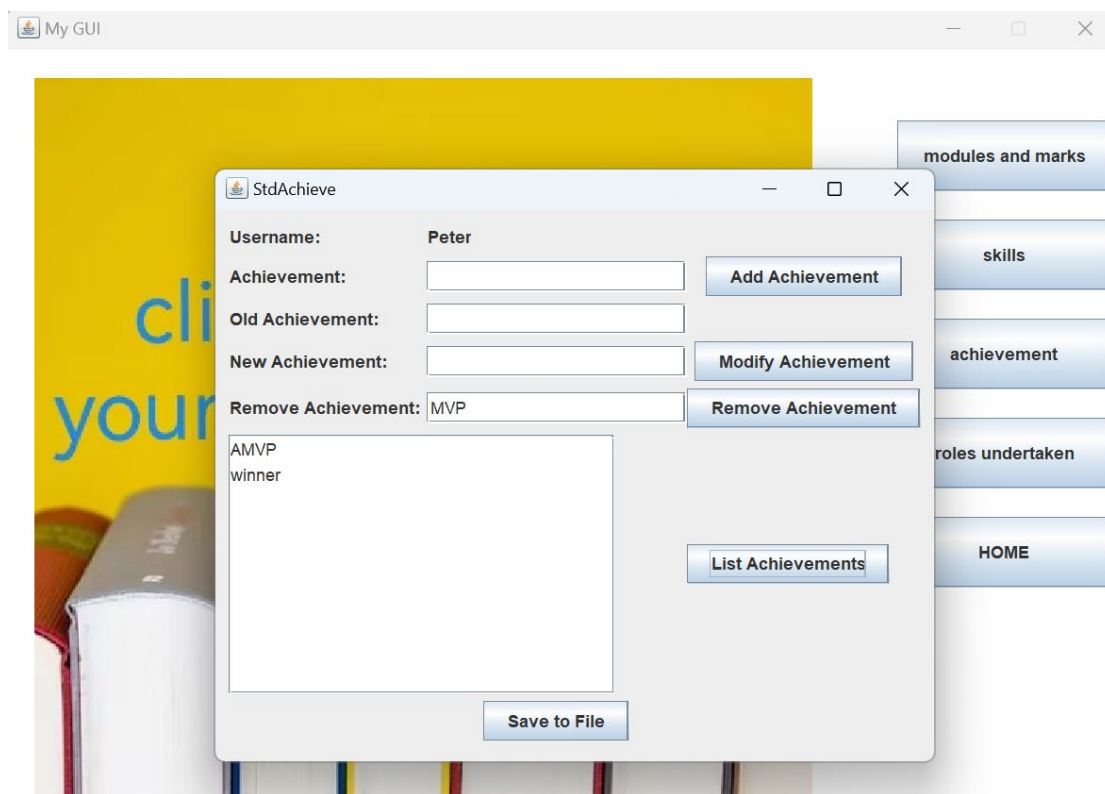 My GUI
modules and marks
StdAchieve
Username: Peter
skills
Achievement: Add Achievement
cli
Old Achievement:
achievement
New Achievement: Modify Achievement
your
Remove Achievement: MVP Remove Achievement
roles undertaken
AMVP
winner
HOME
List Achievements
Save to File